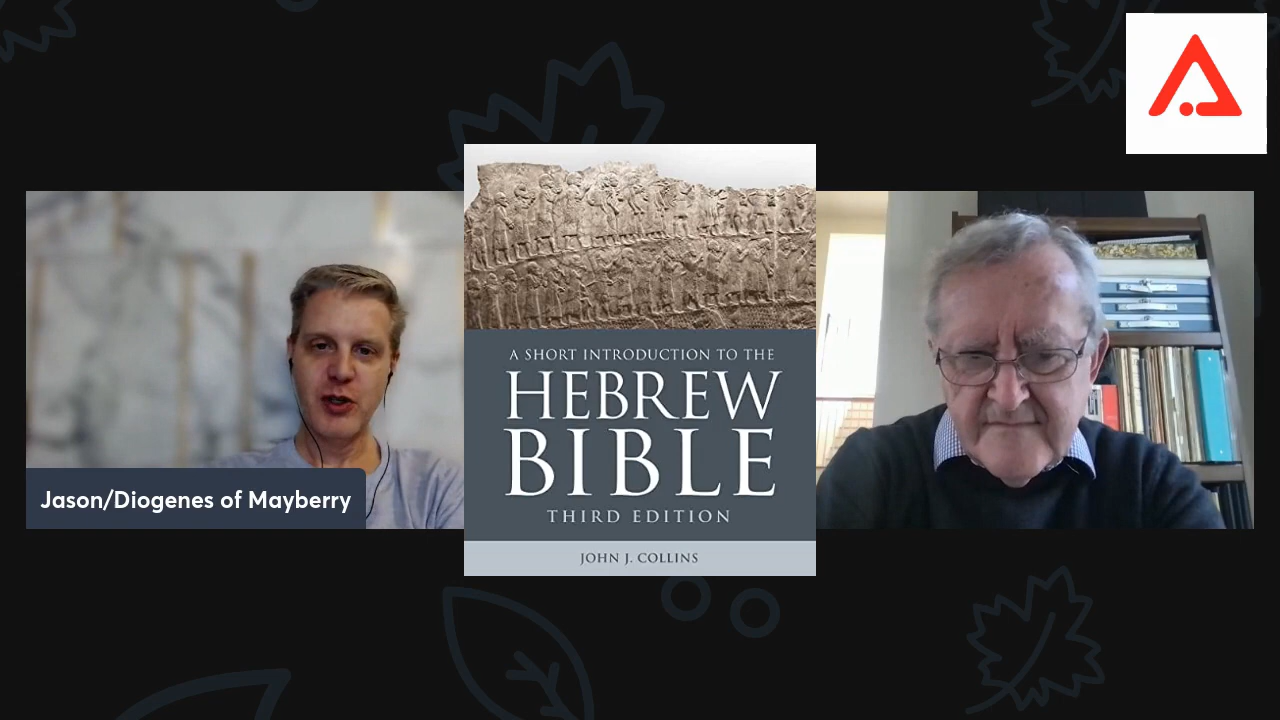 A SHORT INTRODUCTION TO THE
HEBREW
BIBLE
THIRD EDITION
JOHN J. COLLINS
Jason/Diogenes of Mayberry